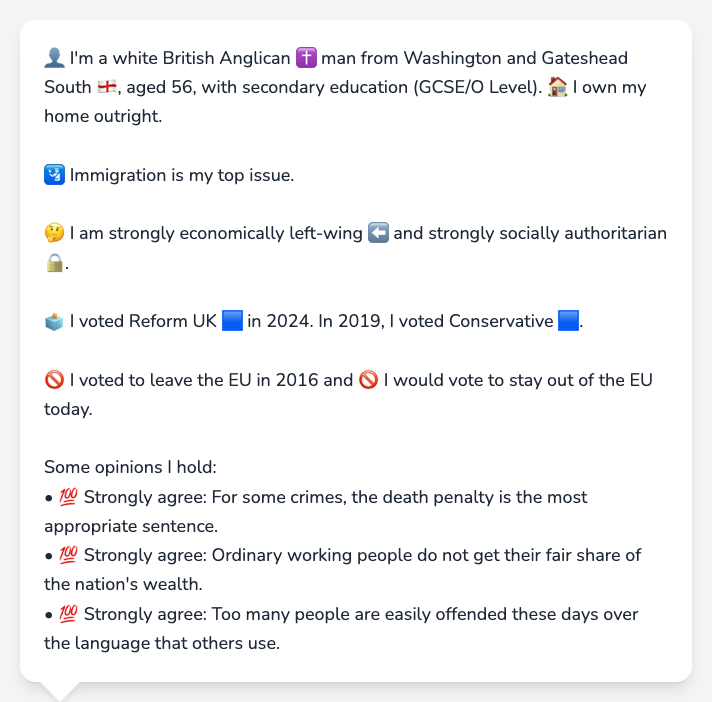 👤 I'm a white British Anglican ✝️ man from Washington and Gateshead
South 🏴󠁧󠁢󠁥󠁮󠁧󠁿, aged 56, with secondary education (GCSE/O Level). 🏠 I own my
home outright.
🛂 Immigration is my top issue.
🤔 I am strongly economically left-wing ⬅️ and strongly socially authoritarian
🔒.
🗳️ I voted Reform UK 🟦 in 2024. In 2019, I voted Conservative 🟦.
🚫 I voted to leave the EU in 2016 and 🚫 I would vote to stay out of the EU
today.
Some opinions I hold:
• 💯 Strongly agree: For some crimes, the death penalty is the most
appropriate sentence.
• 💯 Strongly agree: Ordinary working people do not get their fair share of
the nation's wealth.
• 💯 Strongly agree: Too many people are easily offended these days over
the language that others use.